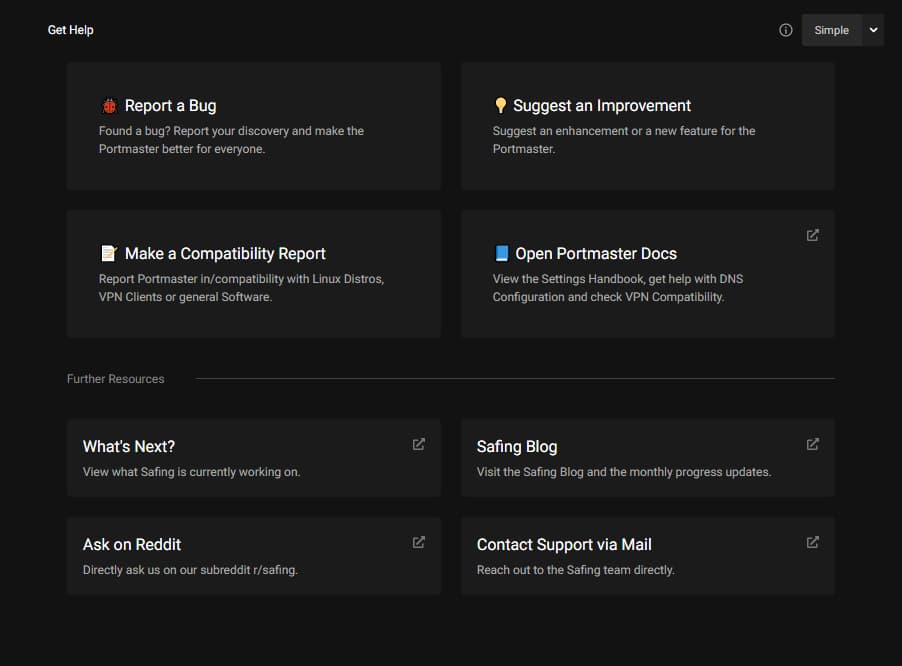 Get Help
Simple
Report a Bug
Found a bug? Report your discovery and make the
Portmaster better for everyone.
Suggest an Improvement
Suggest an enhancement or a new feature for the
Portmaster.
Make a Compatibility Report
Report Portmaster in/compatibility with Linux Distros,
VPN Clients or general Software.
Open Portmaster Docs
View the Settings Handbook, get help with DNS
Configuration and check VPN Compatibility.
Further Resources
What's Next?
View what Safing is currently working on.
Safing Blog
Visit the Safing Blog and the monthly progress updates.
Ask on Reddit
Directly ask us on our subreddit r/safing.
Contact Support via Mail
Reach out to the Safing team directly.